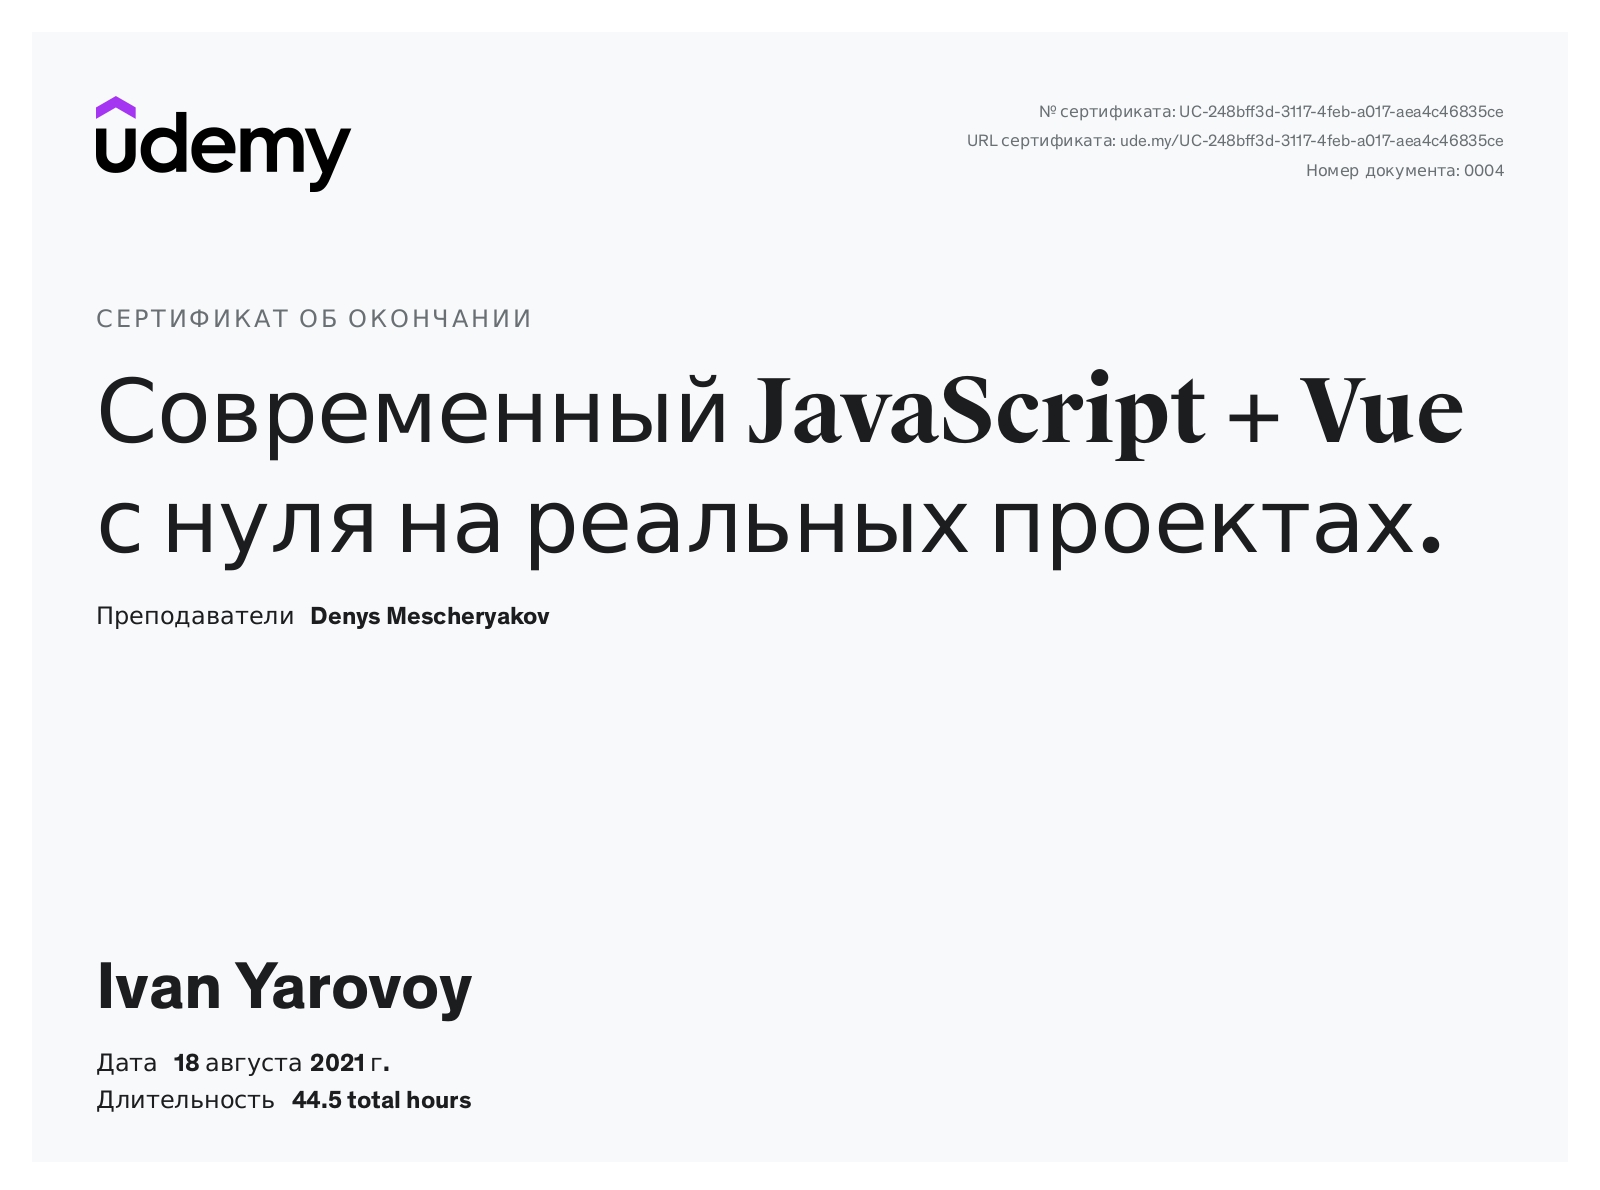 udemy
№ сертификата: UC-248bff3d-3117-4feb-a017-aea4c46835ce
URL сертификата: ude.my/UC-248bff3d-3117-4feb-a017-aea4c46835ce
Номер документа: 0004
СЕРТИФИКАТ ОБ ОКОНЧАНИИ
Современный JavaScript + Vue
с нуля на реальных проектах.
Преподаватели Denys Mescheryakov
Ivan Yarovoy
Дата 18 августа 2021 г.
Длительность 44.5 total hours